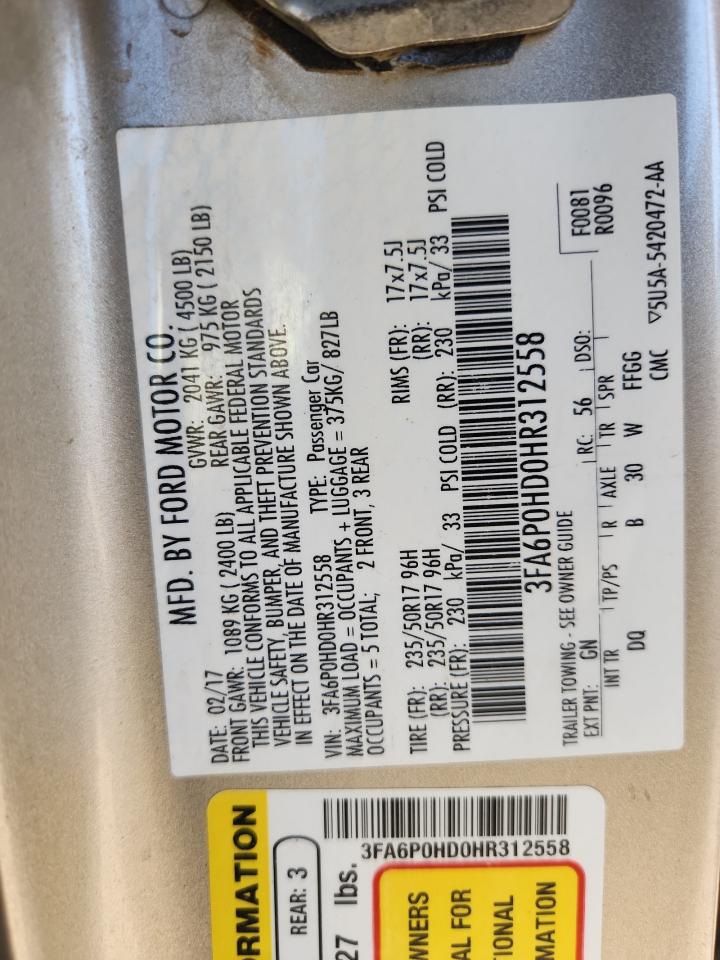 MFD. BY FORD MOTOR CO.
DATE: 02/17 GVWR: 2041 KG ( 4500 LB)
FRONT GAWR: 1089 KG ( 2400 LB) REAR GAWR: 975 KG ( 2150 LB)
THIS VEHICLE CONFORMS TO ALL APPLICABLE FEDERAL MOTOR
VEHICLE SAFETY, BUMPER, AND THEFT PREVENTION STANDARDS
IN EFFECT ON THE DATE OF MANUFACTURE SHOWN ABOVE.
VIN: 3FA6P0HD0HR312558 TYPE: Passenger Car
MAXIMUM LOAD = OCCUPANTS + LUGGAGE = 375KG/ 827LB
OCCUPANTS = 5 TOTAL; 2 FRONT, 3 REAR
TIRE (FR): 235/50R17 96H RIMS (FR): 17x7.5J
(RR): 235/50R17 96H (RR): 17x7.5J
PRESSURE (FR): 230 kPa/ 33 PSI COLD (RR): 230 kPa/ 33 PSI COLD
3FA6P0HD0HR312558
TRAILER TOWING - SEE OWNER GUIDE
EXT PNT: GN RC: 56 DSO: F0081
R0096
INT TR TP/PS R AXLE TR SPR
DQ B 30 W FFGG
CMC ▽5U5A-5420472-AA
ORMATION
REAR: 3
27 lbs.
3FA6P0HD0HR312558
WNERS
AL FOR
TIONAL
MATION